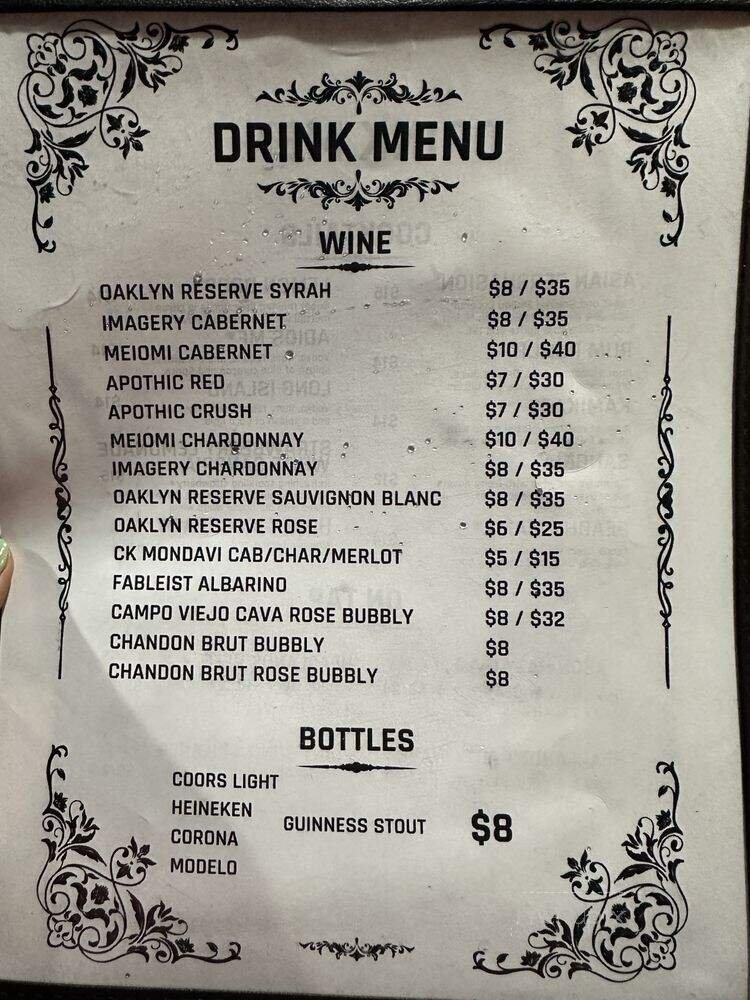 DRINK MENU
WINE
OAKLYN RESERVE SYRAH $8 / $35
IMAGERY CABERNET $8 / $35
MEIOMI CABERNET $10 / $40
APOTHIC RED $7 / $30
APOTHIC CRUSH $7 / $30
MEIOMI CHARDONNAY $10 / $40
IMAGERY CHARDONNAY $8 / $35
OAKLYN RESERVE SAUVIGNON BLANC $8 / $35
OAKLYN RESERVE ROSE $6 / $25
CK MONDAVI CAB/CHAR/MERLOT $5 / $15
FABLEIST ALBARINO $8 / $35
CAMPO VIEJO CAVA ROSE BUBBLY $8 / $32
CHANDON BRUT BUBBLY $8
CHANDON BRUT ROSE BUBBLY $8
BOTTLES
COORS LIGHT
HEINEKEN
CORONA
MODELO
GUINNESS STOUT $8